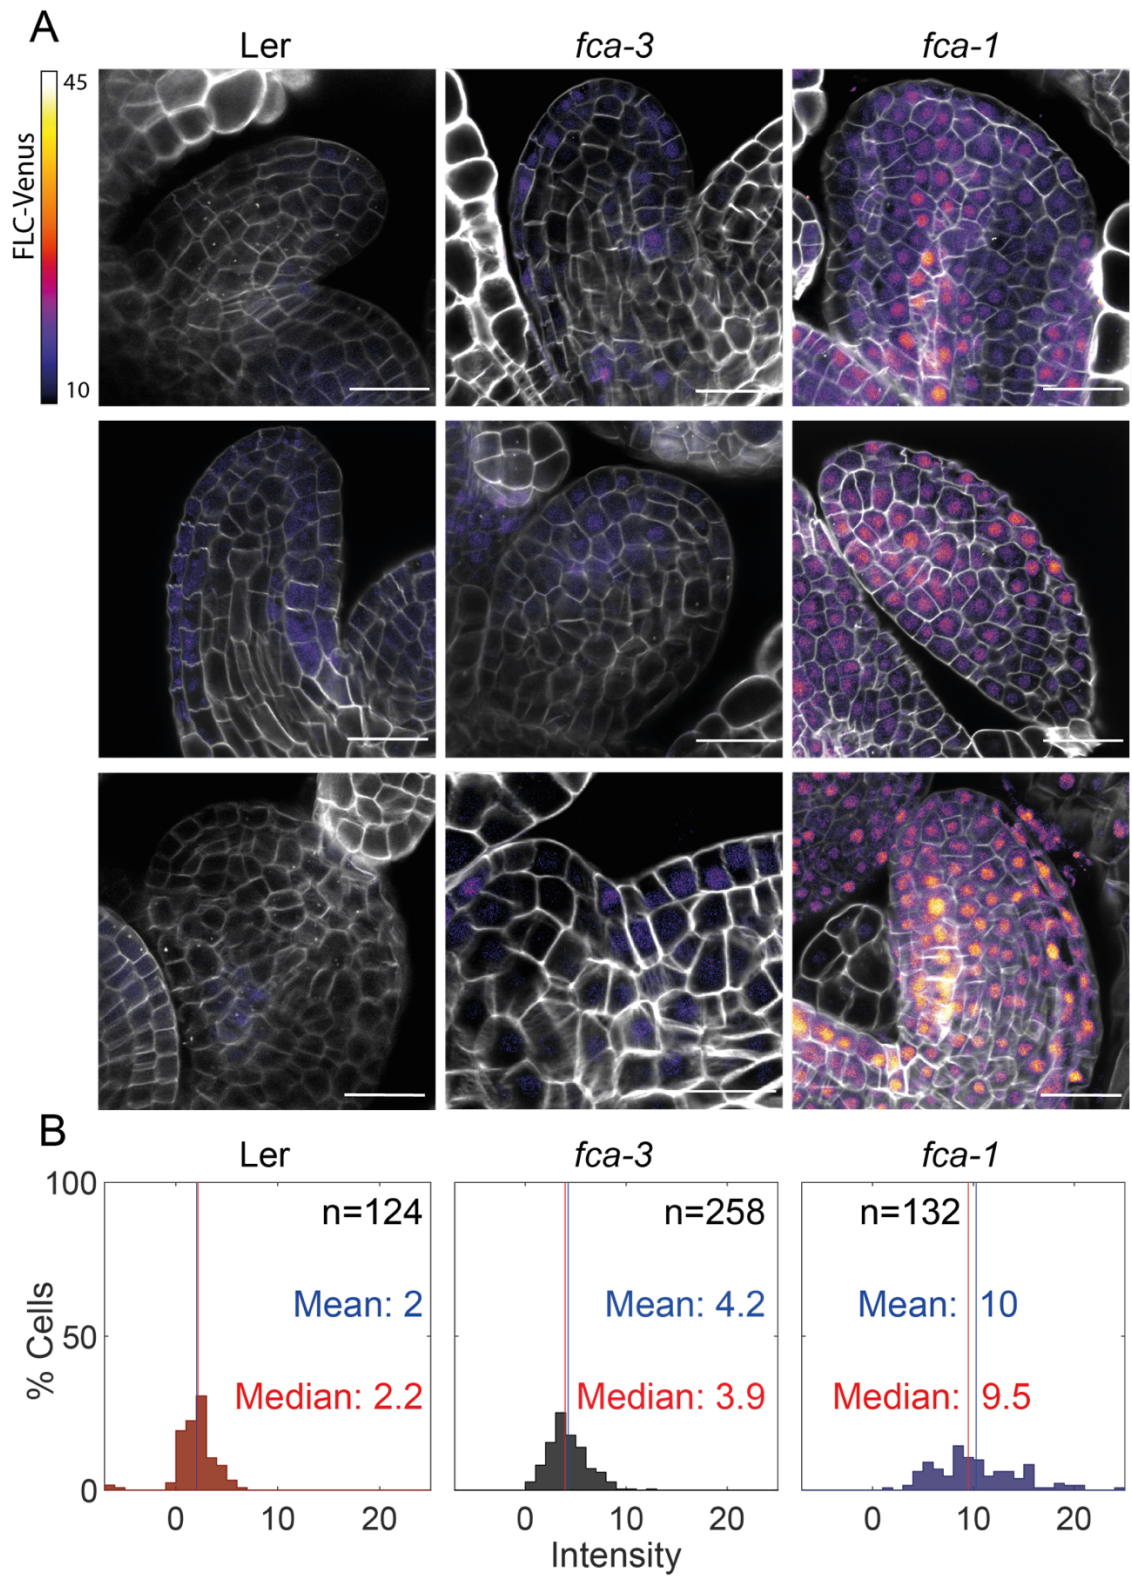 A
Ler
fca-3
fca-1
45
FLC-Venus
10
B
Ler
fca-3
fca-1
100
n=124
n=258
n=132
Mean: 2
Mean: 4.2
Mean: 10
% Cells
50
Median: 2.2
Median: 3.9
Median: 9.5
0
0 10 20
0 10 20
0 10 20
Intensity